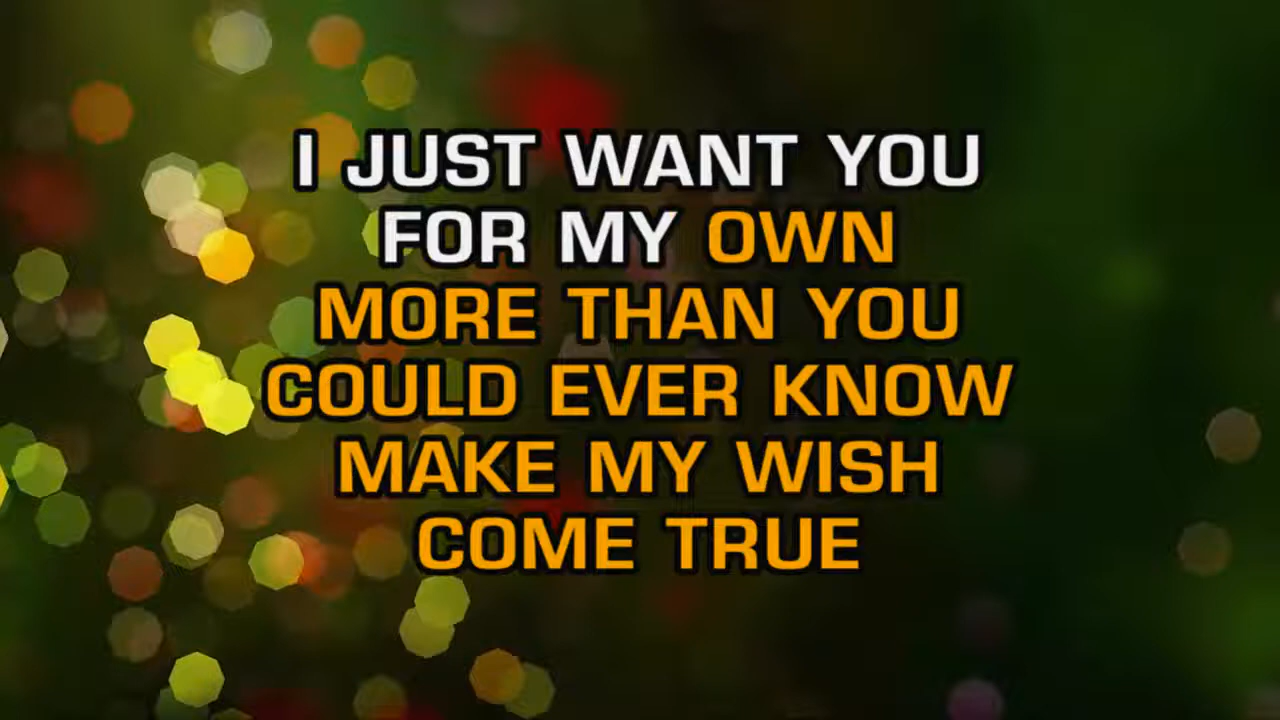 I JUST WANT YOU
FOR MY OWN
MORE THAN YOU
COULD EVER KNOW
MAKE MY WISH
COME TRUE